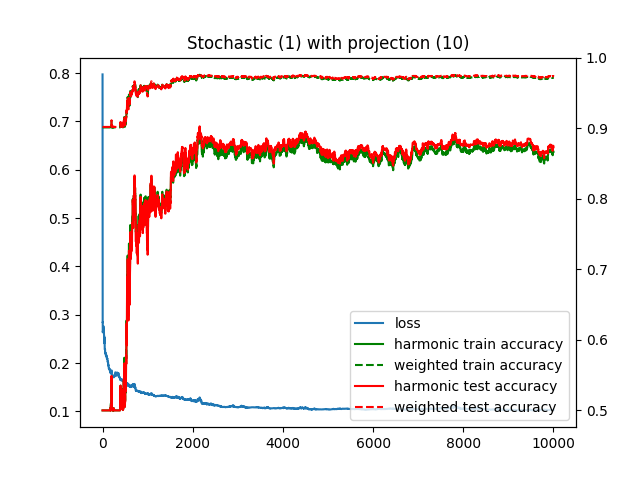 Stochastic (1) with projection (10)
0.8
0.7
0.6
0.5
0.4
0.3
0.2
0.1
1.0
0.9
0.8
0.7
0.6
0.5
loss
harmonic train accuracy
weighted train accuracy
harmonic test accuracy
weighted test accuracy
0 2000 4000 6000 8000 10000